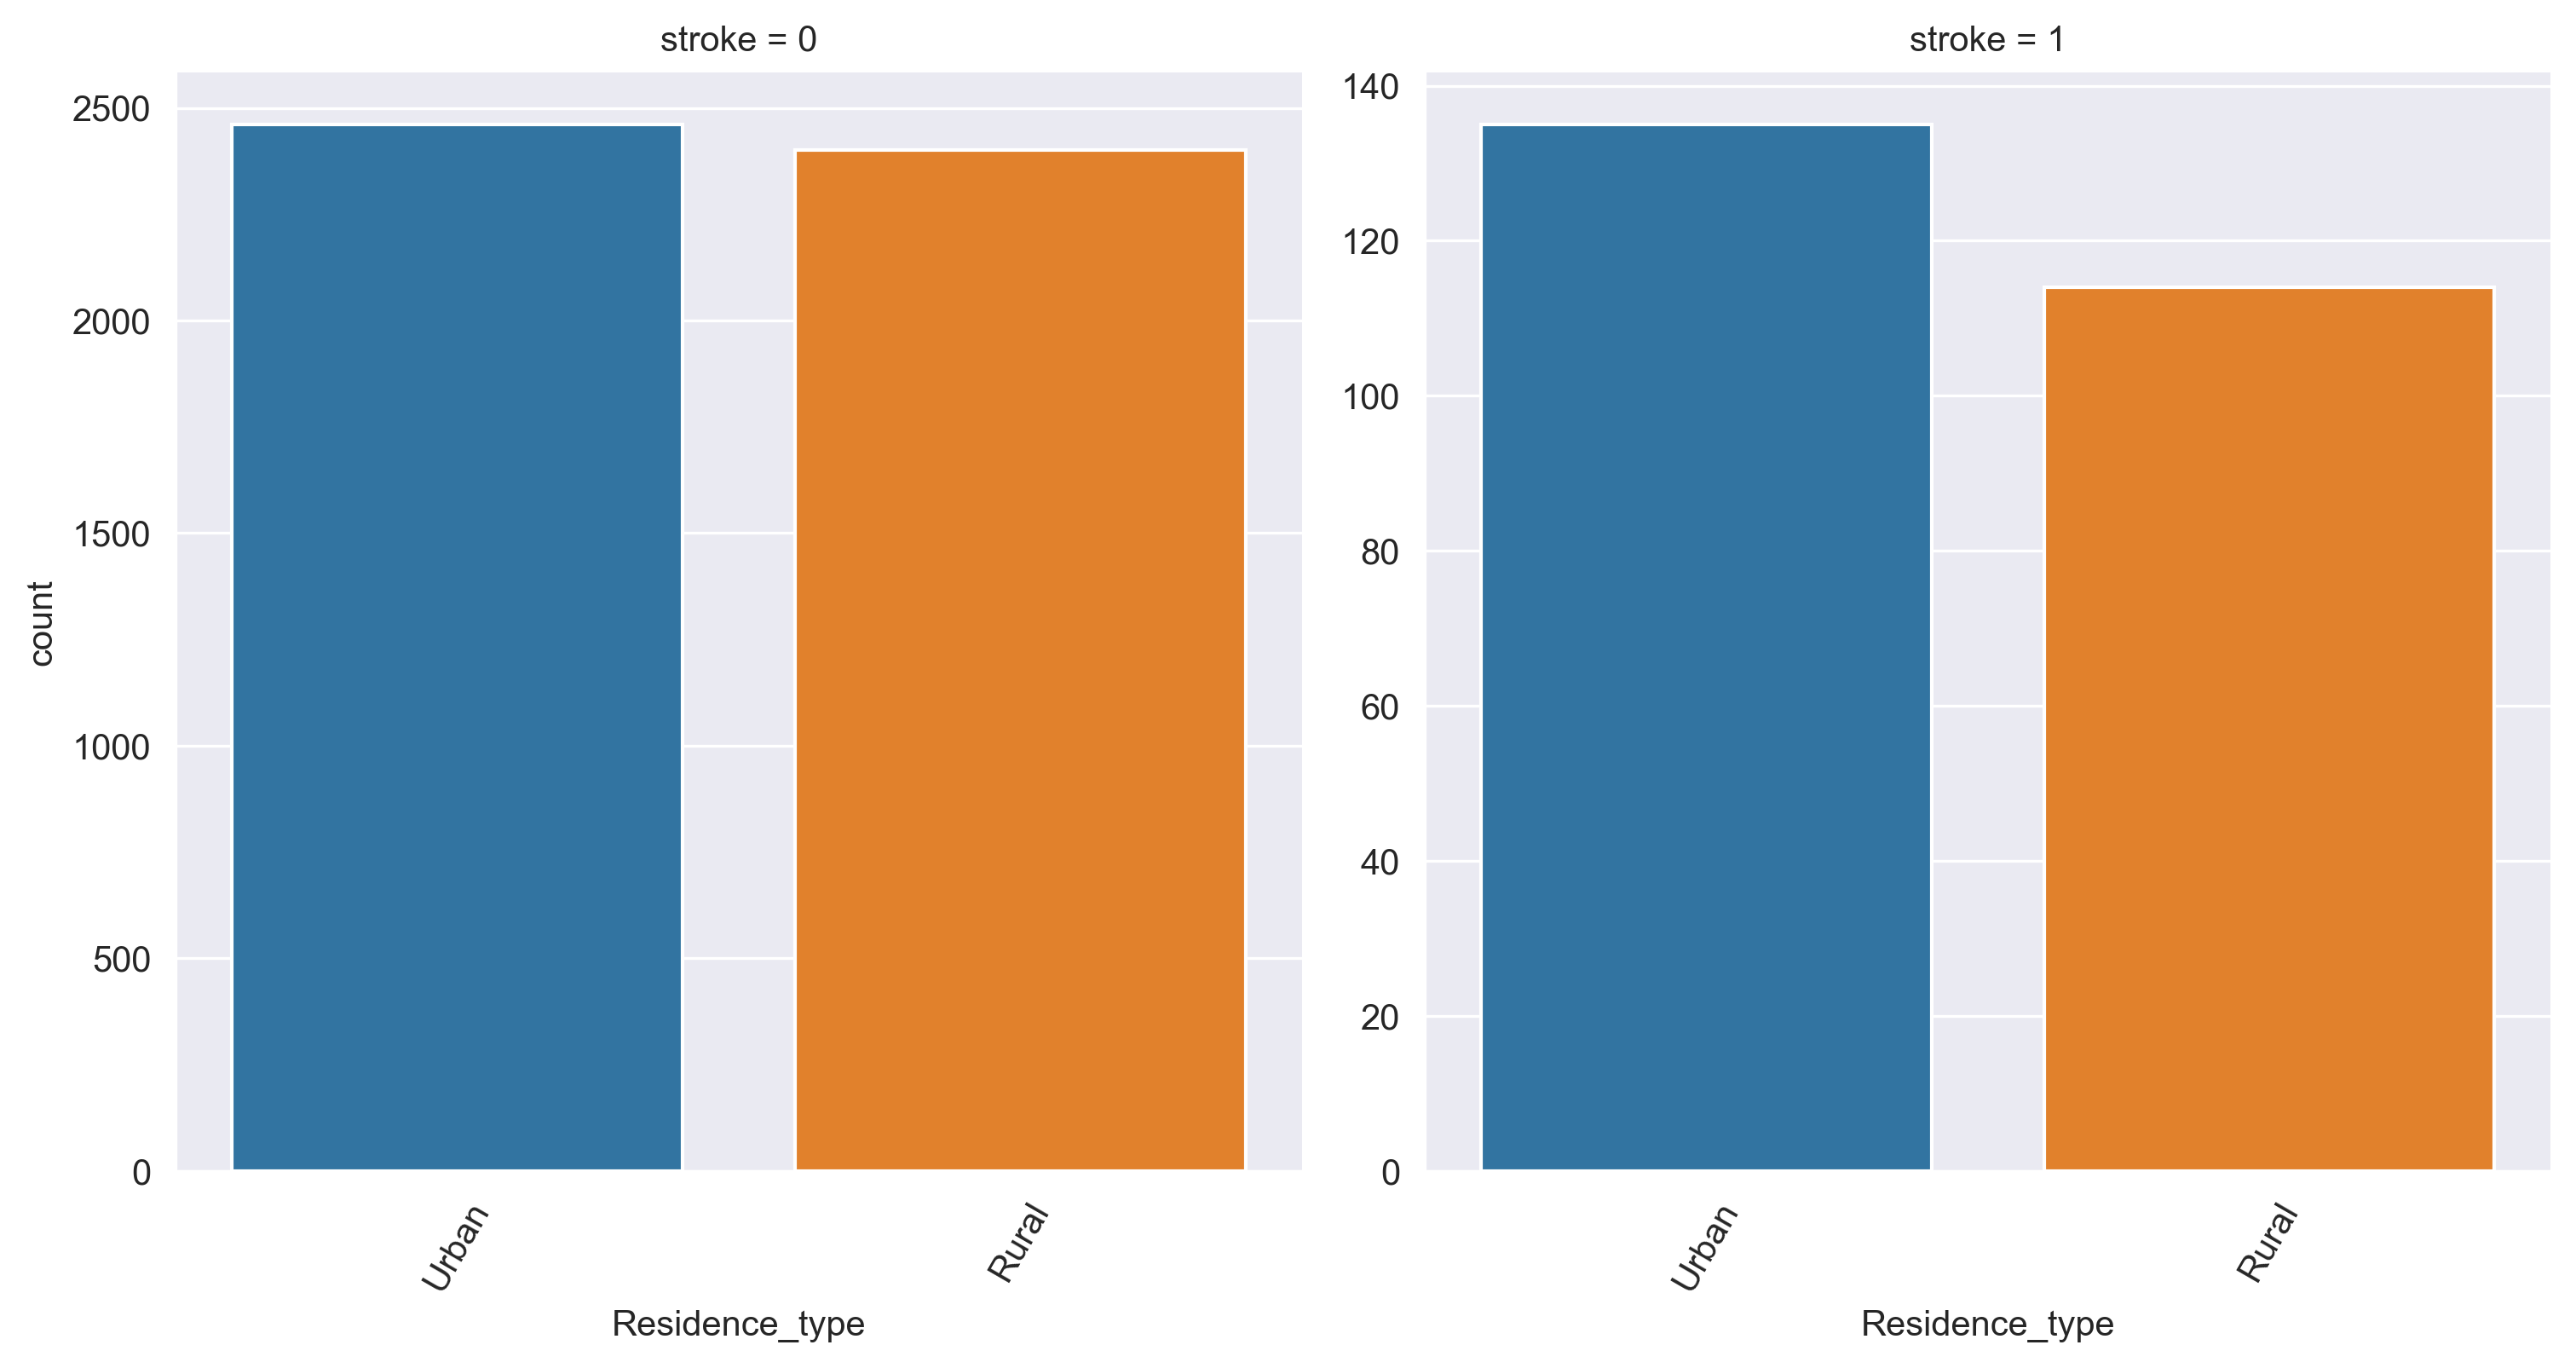 stroke = 0
2500
2000
1500
1000
500
0
count
Urban
Rural
Residence_type
stroke = 1
140
120
100
80
60
40
20
0
Urban
Rural
Residence_type